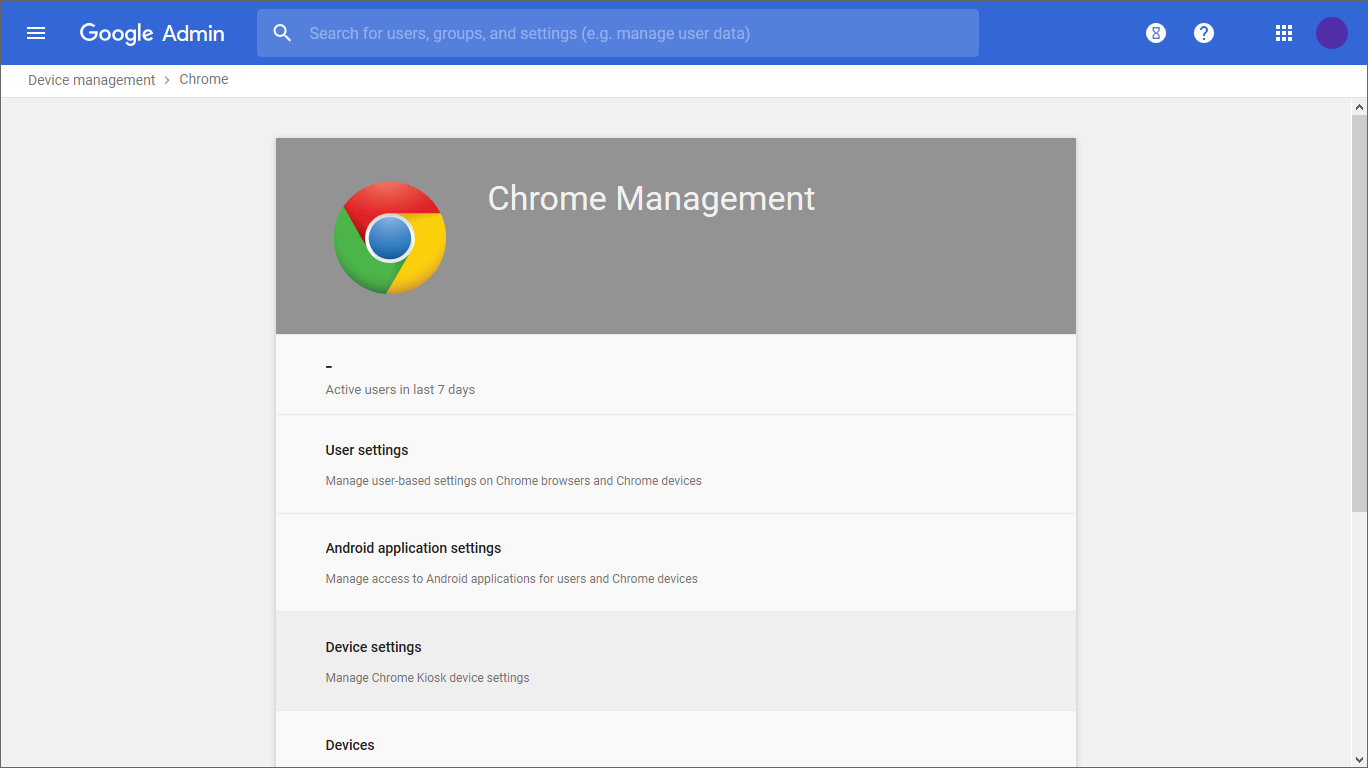 Google Admin
Search for users, groups, and settings (e.g. manage user data)
Device management > Chrome
Chrome Management
-
Active users in last 7 days
User settings
Manage user-based settings on Chrome browsers and Chrome devices
Android application settings
Manage access to Android applications for users and Chrome devices
Device settings
Manage Chrome Kiosk device settings
Devices